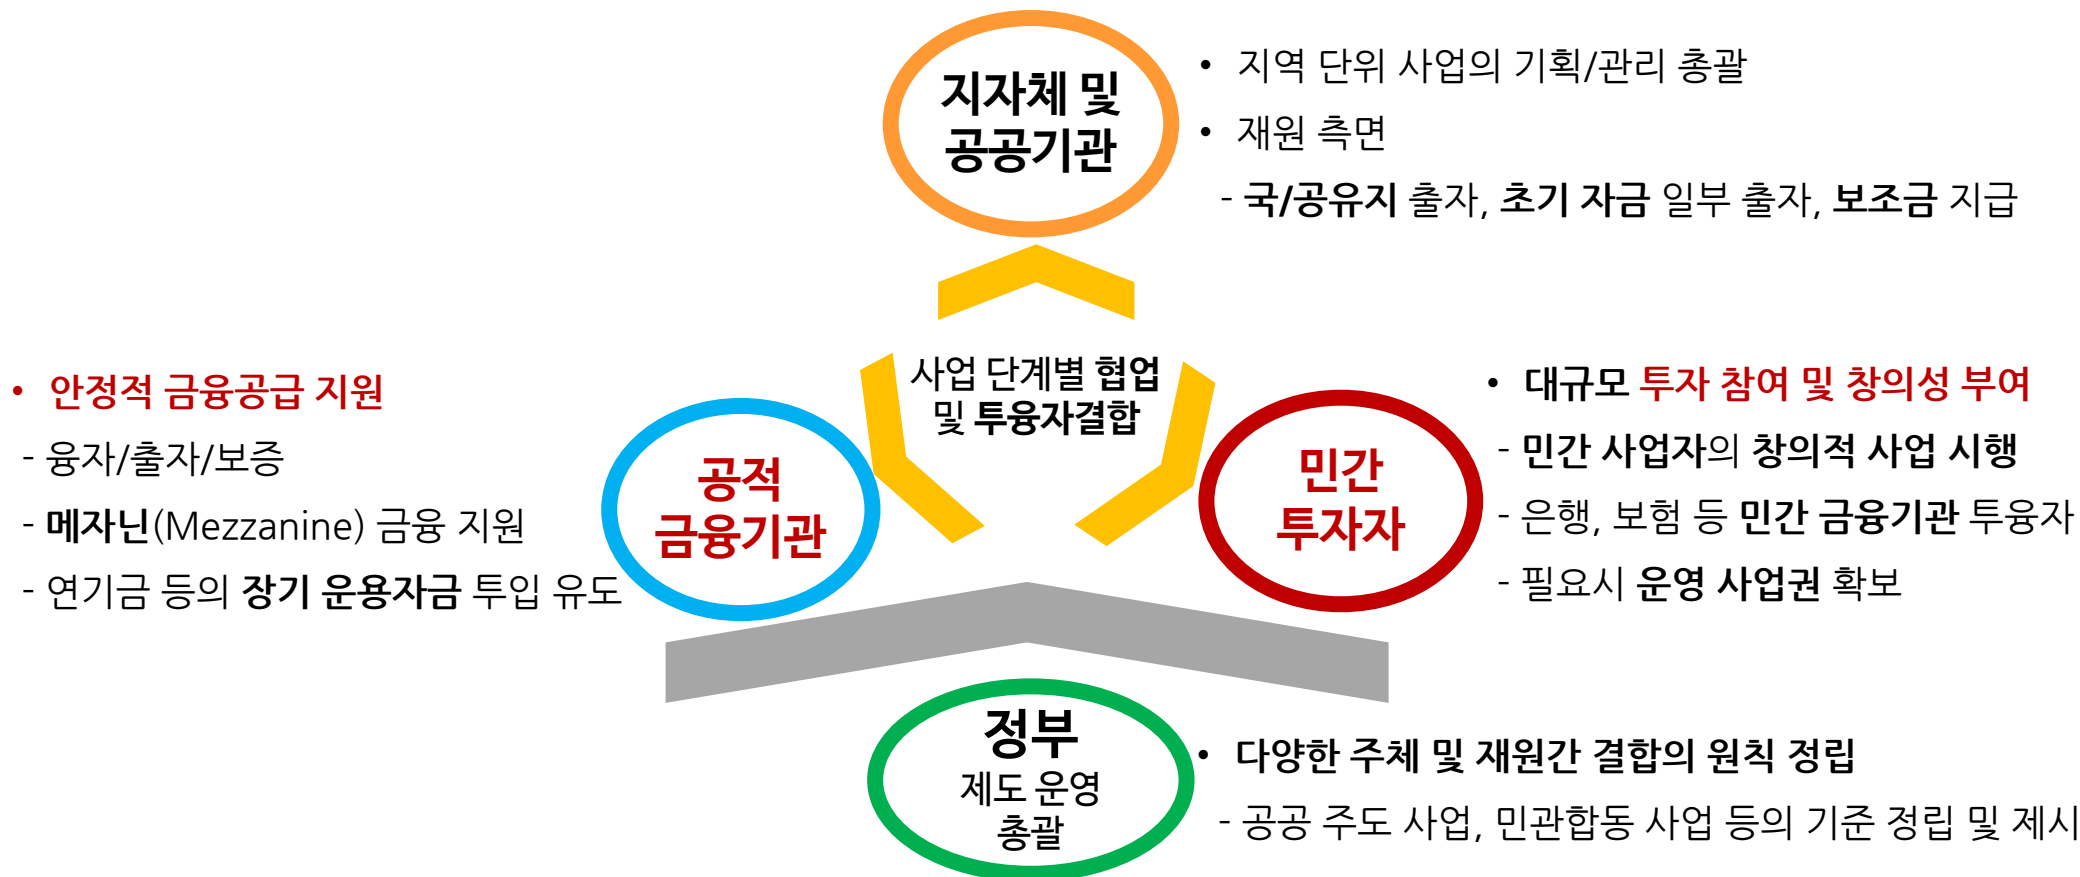 지자체 및
공공기관
• 지역 단위 사업의 기획/관리 총괄
• 재원 측면
- 국/공유지 출자, 초기 자금 일부 출자, 보조금 지급
사업 단계별 협업
및 투융자결합
• 안정적 금융공급 지원
- 융자/출자/보증
- 메자닌(Mezzanine) 금융 지원
- 연기금 등의 장기 운용자금 투입 유도
공적
금융기관
민간
투자자
• 대규모 투자 참여 및 창의성 부여
- 민간 사업자의 창의적 사업 시행
- 은행, 보험 등 민간 금융기관 투융자
- 필요시 운영 사업권 확보
정부
제도 운영
총괄
• 다양한 주체 및 재원간 결합의 원칙 정립
- 공공 주도 사업, 민관합동 사업 등의 기준 정립 및 제시